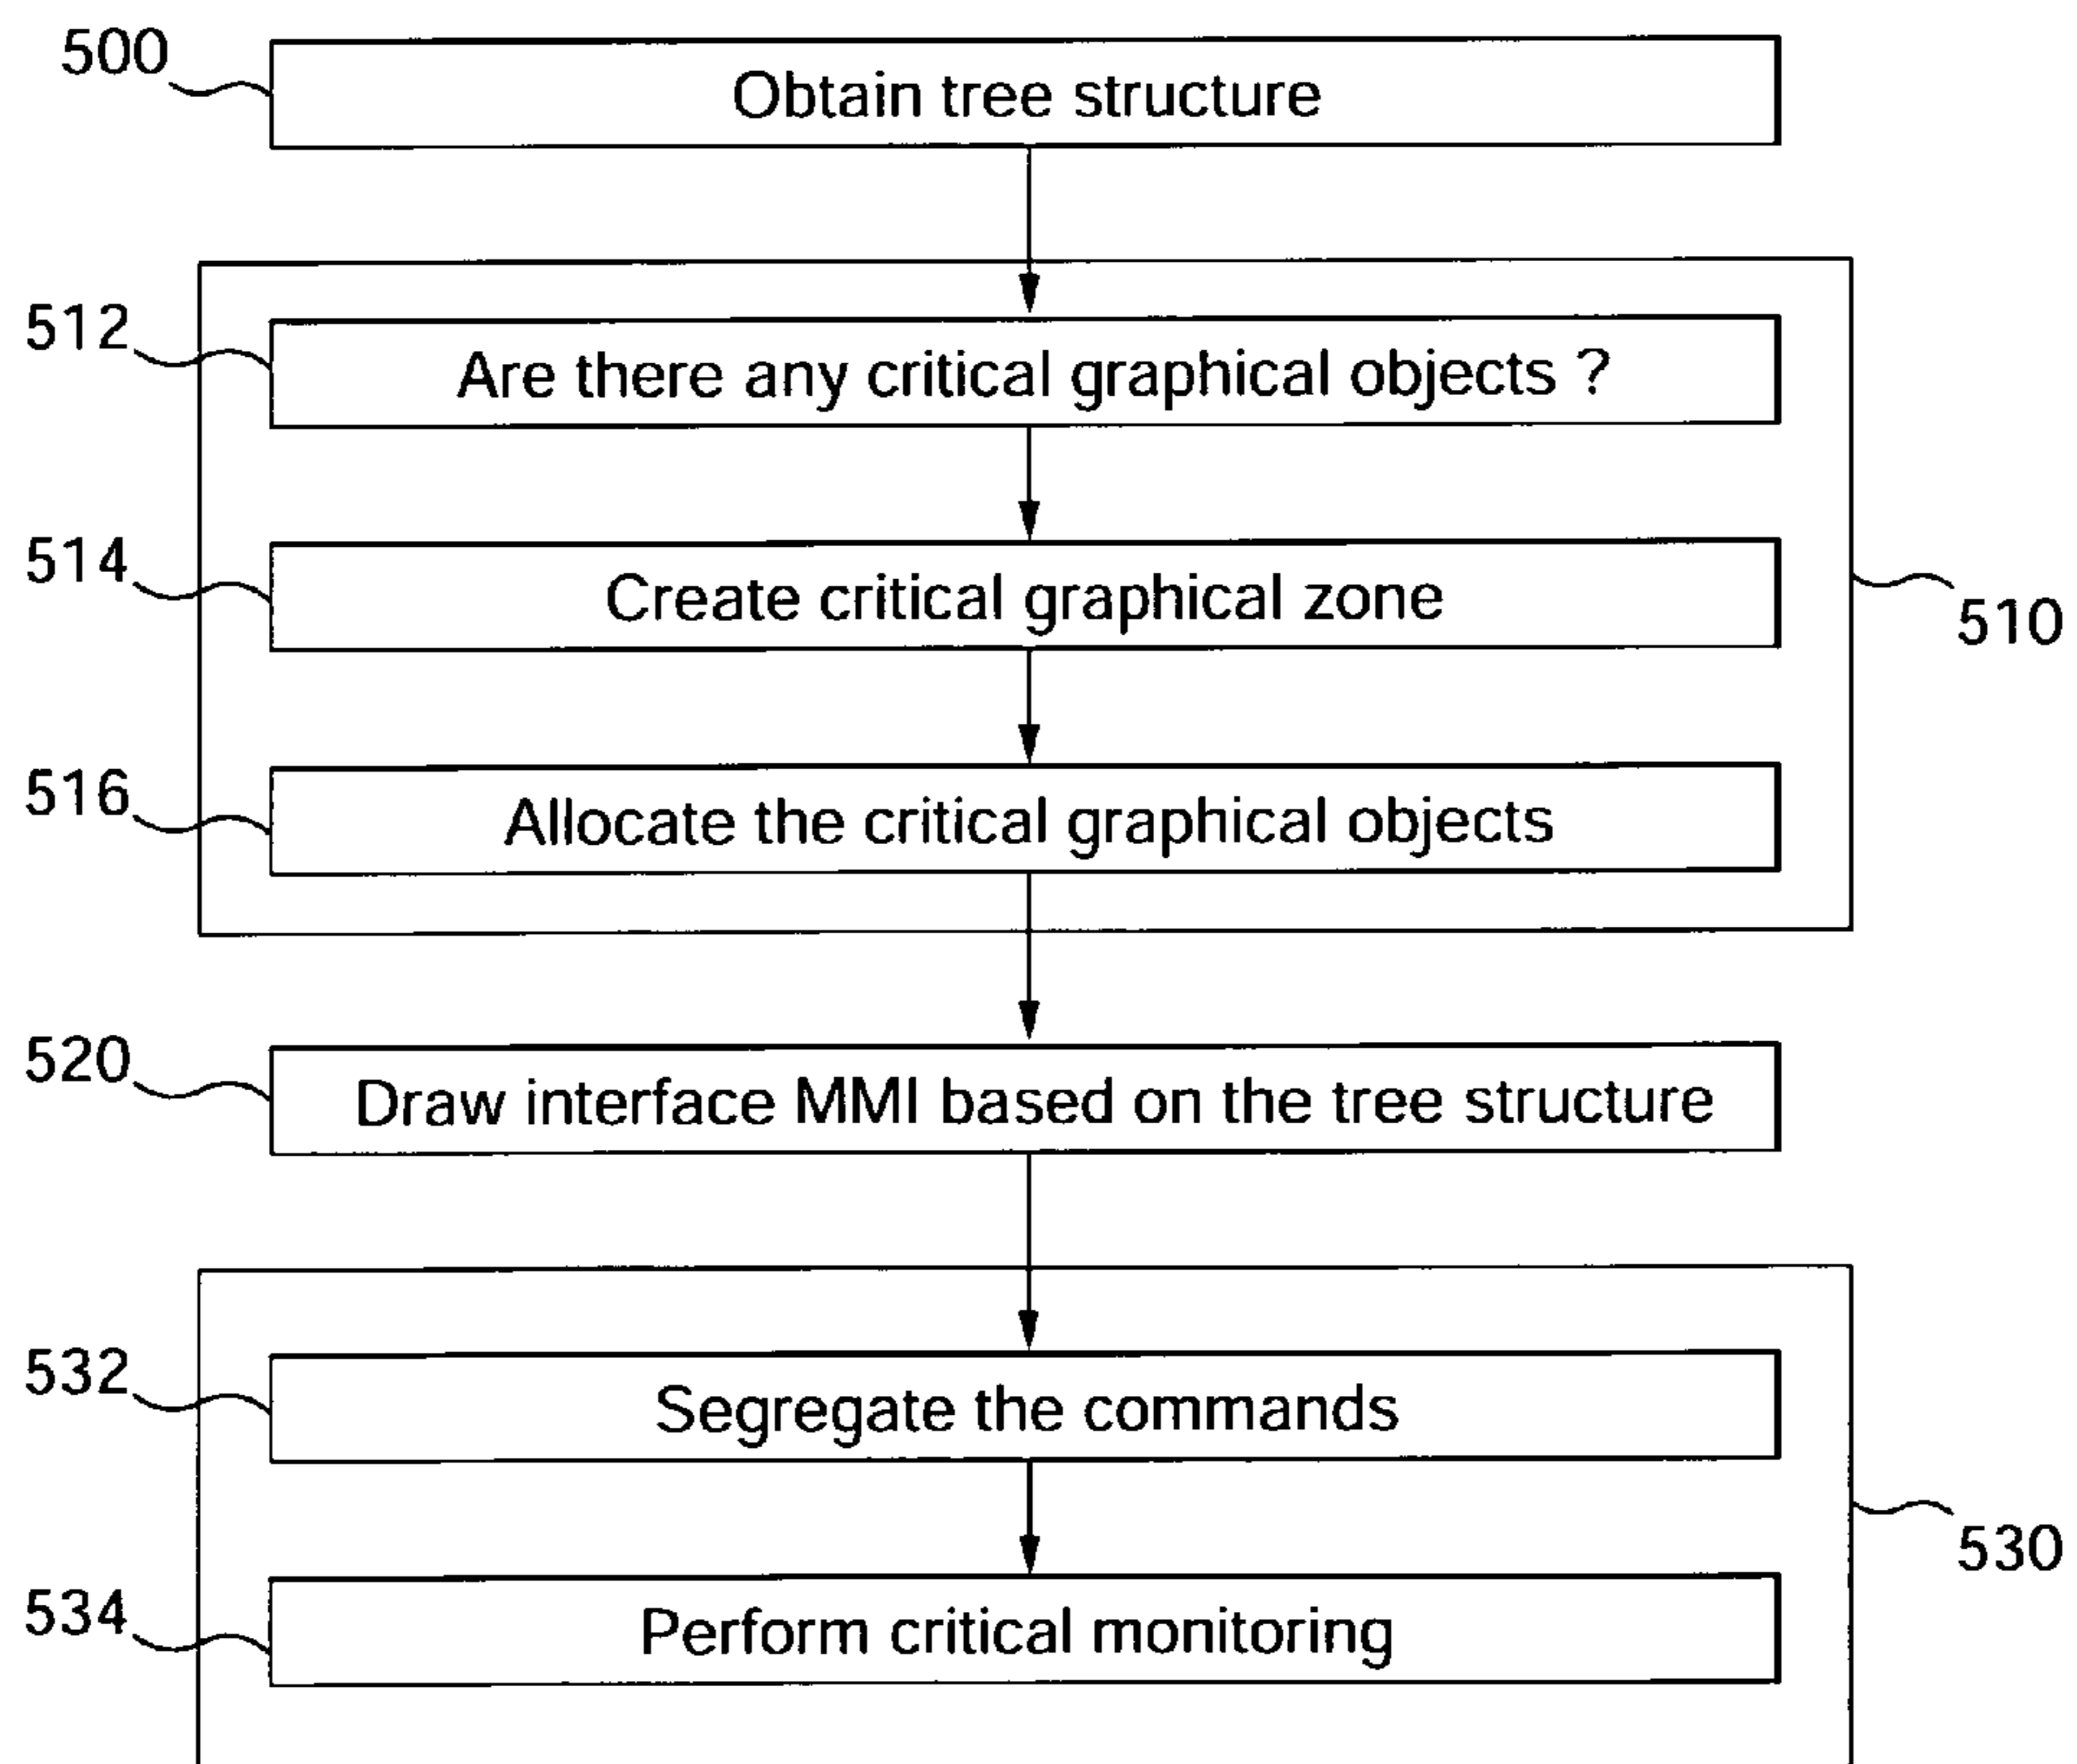 500
Obtain tree structure
512
Are there any critical graphical objects ?
514
Create critical graphical zone
510
516
Allocate the critical graphical objects
520
Draw interface MMI based on the tree structure
532
Segregate the commands
530
534
Perform critical monitoring